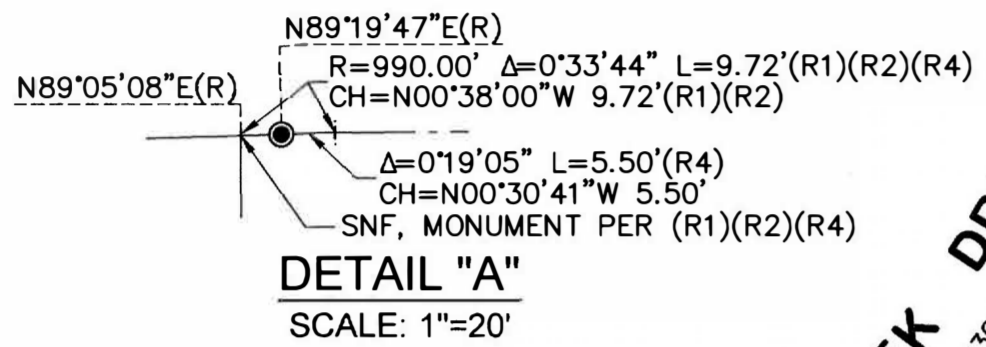 N89°19'47"E(R)
R=990.00' Δ=0°33'44" L=9.72'(R1)(R2)(R4)
N89°05'08"E(R)
CH=N00°38'00"W 9.72'(R1)(R2)
Δ=0°19'05" L=5.50'(R4)
CH=N00°30'41"W 5.50'
SNF, MONUMENT PER (R1)(R2)(R4)
DETAIL "A"
SCALE: 1"=20'